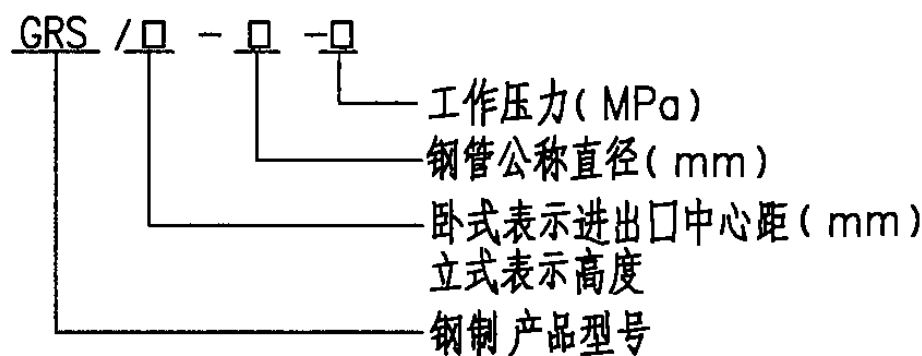 GRS /□ - □ -□
工作压力(MPa)
钢管公称直径(mm)
卧式表示进出口中心距(mm)
立式表示高度
钢制产品型号